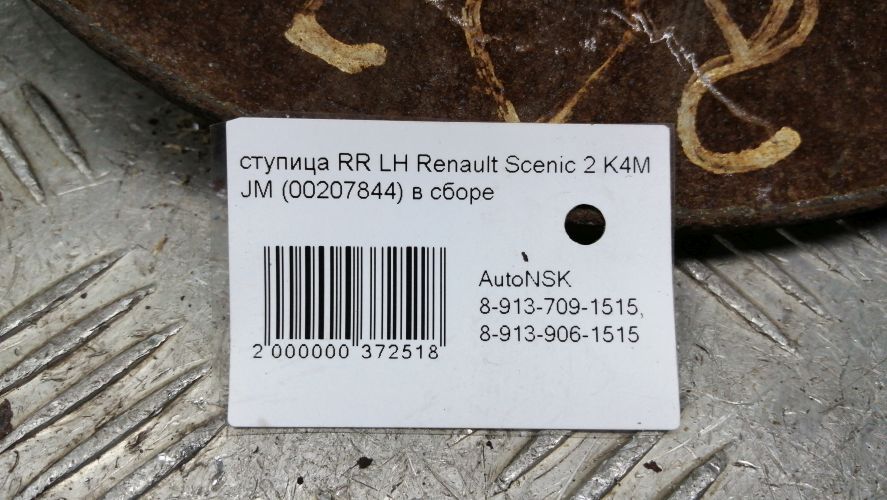 ступица RR LH Renault Scenic 2 K4M
JM (00207844) в сборе
AutoNSK
8-913-709-1515,
8-913-906-1515
2 000000 372518